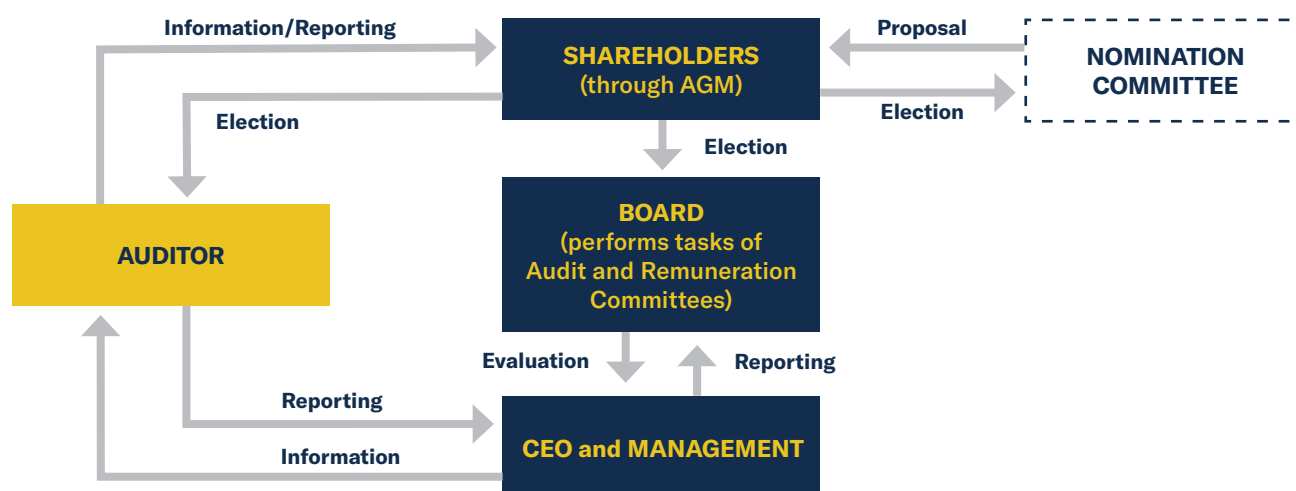 Information/Reporting
SHAREHOLDERS
(through AGM)
Proposal
NOMINATION
COMMITTEE
Election
Election
Election
BOARD
(performs tasks of
Audit and Remuneration
Committees)
AUDITOR
Evaluation
Reporting
Reporting
CEO and MANAGEMENT
Information